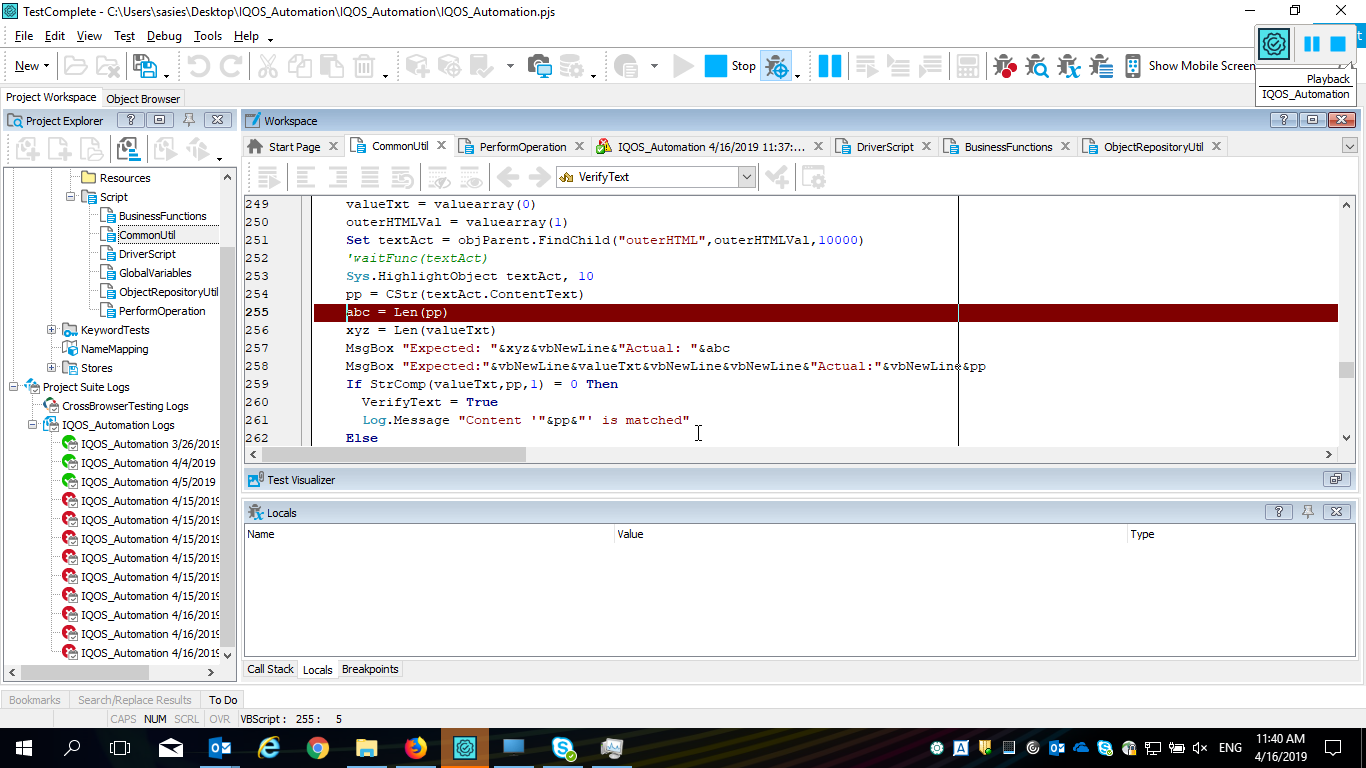 TestComplete - C:\Users\sasies\Desktop\IQOS_Automation\IQOS_Automation\IQOS_Automation.pjs
File Edit View Test Debug Tools Help
New Stop Show Mobile Screen
Playback
IQOS_Automation
Project Workspace Object Browser
Project Explorer
Workspace
Start Page CommonUtil PerformOperation IQOS_Automation 4/16/2019 11:37:... DriverScript BusinessFunctions ObjectRepositoryUtil
VerifyText
Resources
Script
BusinessFunctions
CommonUtil
DriverScript
GlobalVariables
ObjectRepositoryUtil
PerformOperation
KeywordTests
NameMapping
Stores
Project Suite Logs
CrossBrowserTesting Logs
IQOS_Automation Logs
IQOS_Automation 3/26/2019
IQOS_Automation 4/4/2019
IQOS_Automation 4/5/2019
IQOS_Automation 4/15/2019
IQOS_Automation 4/15/2019
IQOS_Automation 4/15/2019
IQOS_Automation 4/15/2019
IQOS_Automation 4/15/2019
IQOS_Automation 4/15/2019
IQOS_Automation 4/16/2019
IQOS_Automation 4/16/2019
IQOS_Automation 4/16/2019
249 valueTxt = valuearray(0)
250 outerHTMLVal = valuearray(1)
251 Set textAct = objParent.FindChild("outerHTML",outerHTMLVal,10000)
252 'waitFunc(textAct)
253 Sys.HighlightObject textAct, 10
254 pp = CStr(textAct.ContentText)
255 abc = Len(pp)
256 xyz = Len(valueTxt)
257 MsgBox "Expected: "&xyz&vbNewLine&"Actual: "&abc
258 MsgBox "Expected:"&vbNewLine&valueTxt&vbNewLine&vbNewLine&"Actual:"&vbNewLine&pp
259 If StrComp(valueTxt,pp,1) = 0 Then
260 VerifyText = True
261 Log.Message "Content '"&pp&"' is matched"
262 Else
Test Visualizer
Locals
Name Value Type
Call Stack Locals Breakpoints
Bookmarks Search/Replace Results To Do
CAPS NUM SCRL OVR VBScript : 255 : 5
ENG
11:40 AM
4/16/2019